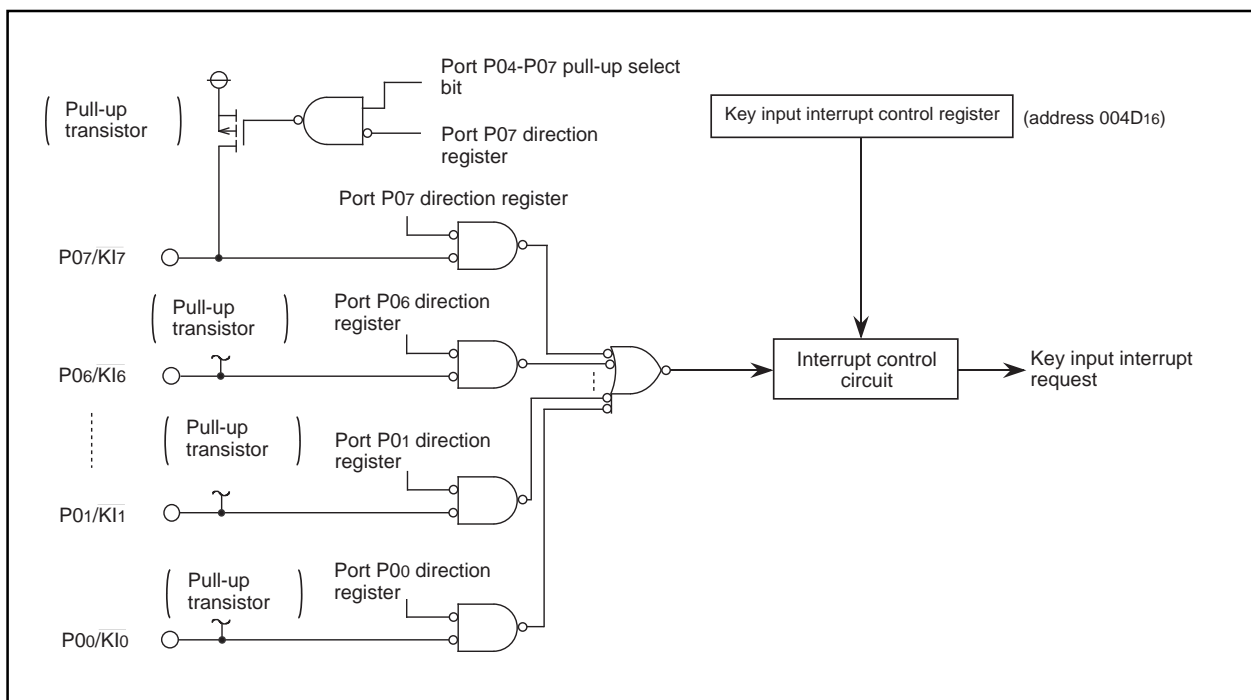 Port P04-P07 pull-up select
bit
( Pull-up
transistor )
Port P07 direction
register
Key input interrupt control register
(address 004D16)
Port P07 direction register
P07/KI7
( Pull-up
transistor )
Port P06 direction
register
P06/KI6
Interrupt control
circuit
Key input interrupt
request
( Pull-up
transistor )
Port P01 direction
register
P01/KI1
( Pull-up
transistor )
Port P00 direction
register
P00/KI0